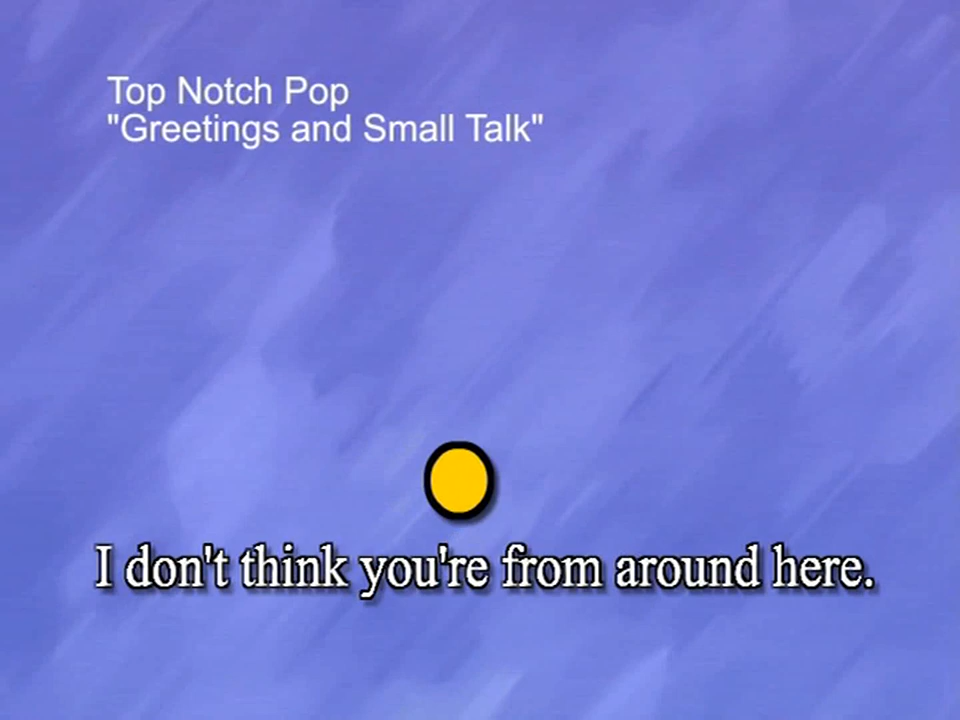 Top Notch Pop
"Greetings and Small Talk"
I don't think you're from around here.